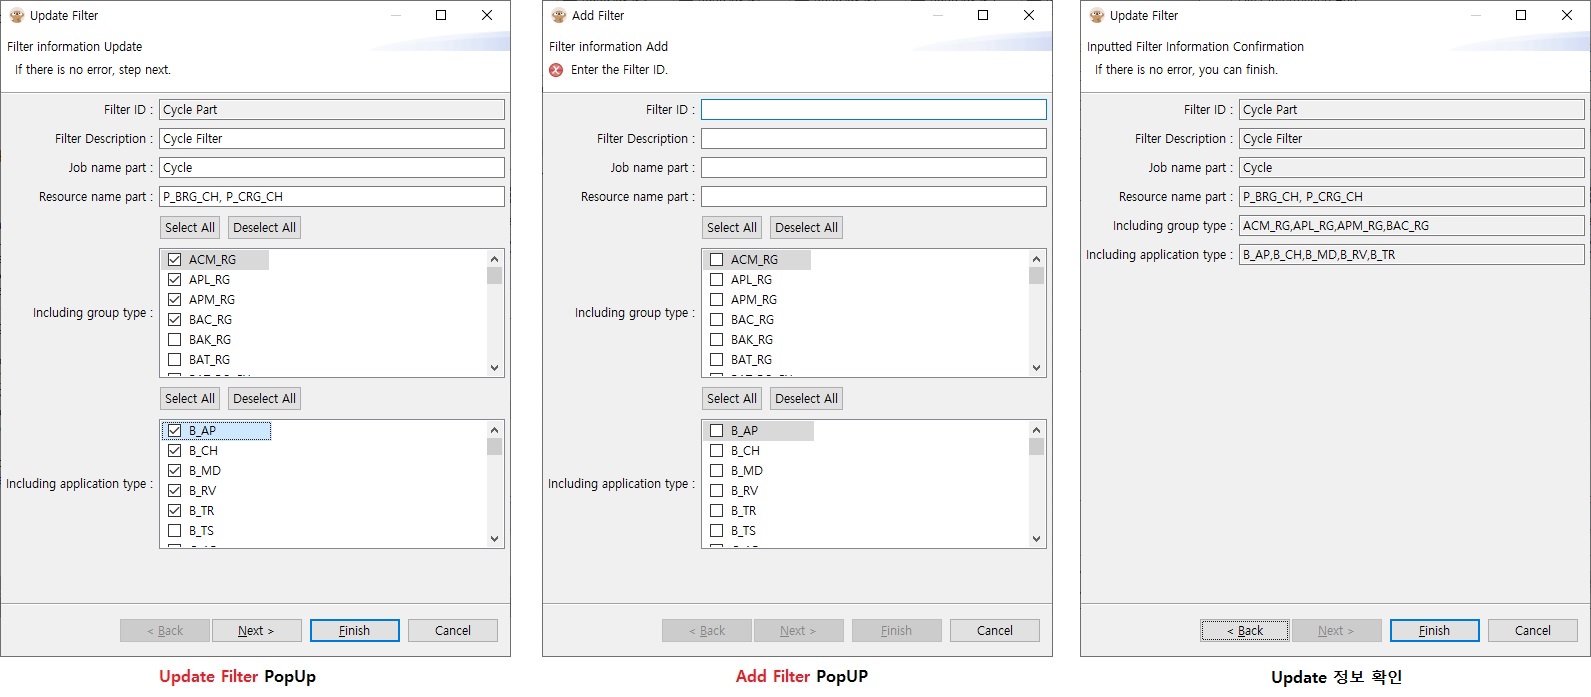 Update Filter
Filter information Update
If there is no error, step next.
Filter ID : Cycle Part
Filter Description : Cycle Filter
Job name part : Cycle
Resource name part : P_BRG_CH, P_CRG_CH
Select All Deselect All
Including group type :
ACM_RG
APL_RG
APM_RG
BAC_RG
BAK_RG
BAT_RG
Select All Deselect All
Including application type :
B_AP
B_CH
B_MD
B_RV
B_TR
B_TS
< Back Next > Finish Cancel
Update Filter PopUp
Add Filter
Filter information Add
Enter the Filter ID.
Filter ID :
Filter Description :
Job name part :
Resource name part :
Select All Deselect All
Including group type :
ACM_RG
APL_RG
APM_RG
BAC_RG
BAK_RG
BAT_RG
Select All Deselect All
Including application type :
B_AP
B_CH
B_MD
B_RV
B_TR
B_TS
< Back Next > Finish Cancel
Add Filter PopUP
Update Filter
Inputted Filter Information Confirmation
If there is no error, you can finish.
Filter ID : Cycle Part
Filter Description : Cycle Filter
Job name part : Cycle
Resource name part : P_BRG_CH, P_CRG_CH
Including group type : ACM_RG,APL_RG,APM_RG,BAC_RG
Including application type : B_AP,B_CH,B_MD,B_RV,B_TR
< Back Next > Finish Cancel
Update 정보 확인